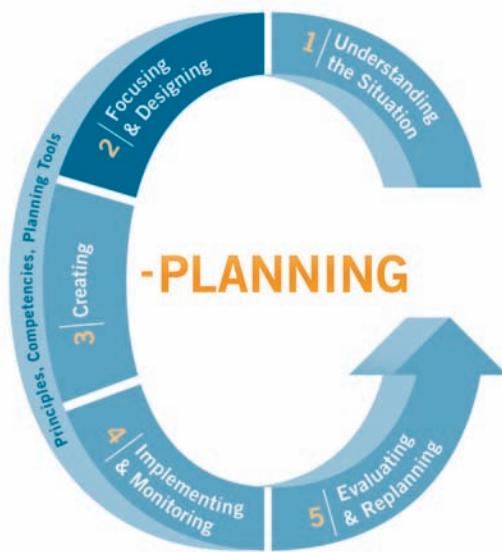 1 Understanding
the Situation
2 Focusing
& Designing
3 Creating
4 Implementing
& Monitoring
5 Evaluating
& Replanning
-PLANNING
Principles, Competencies, Planning Tools